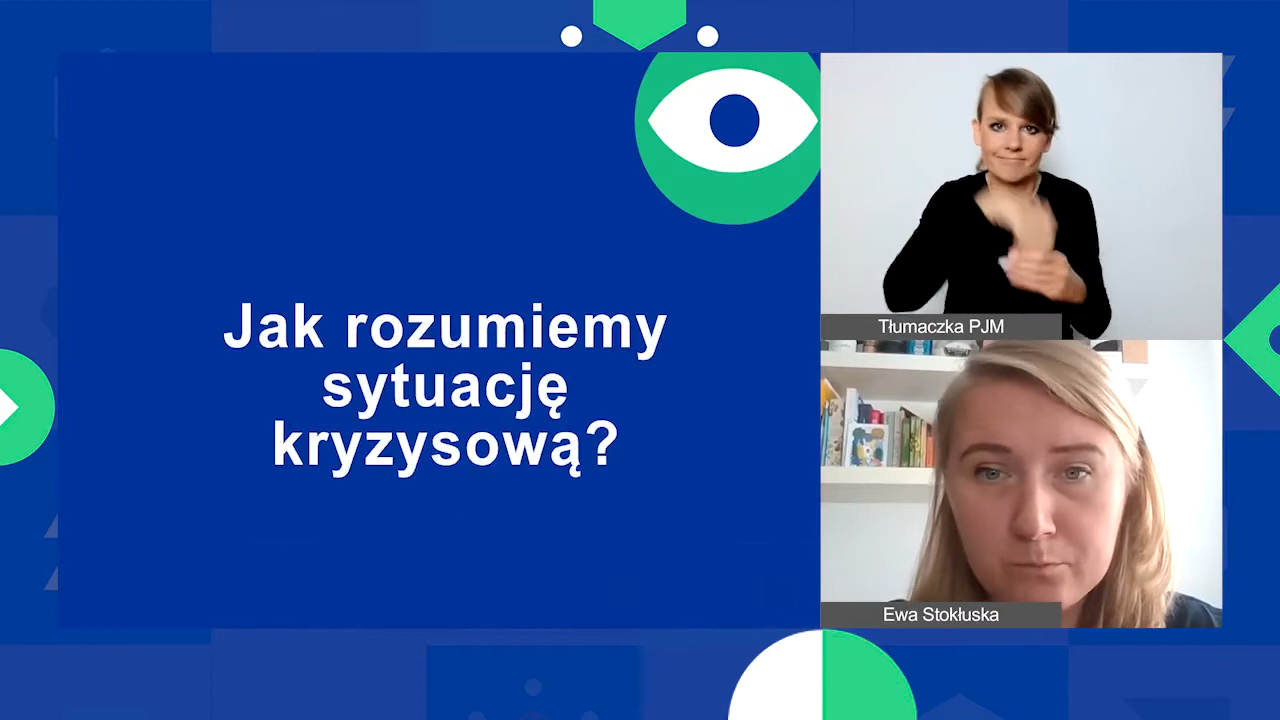 Jak rozumiemy
sytuację
kryzysową?
Tłumaczka PJM
Ewa Stokłuska